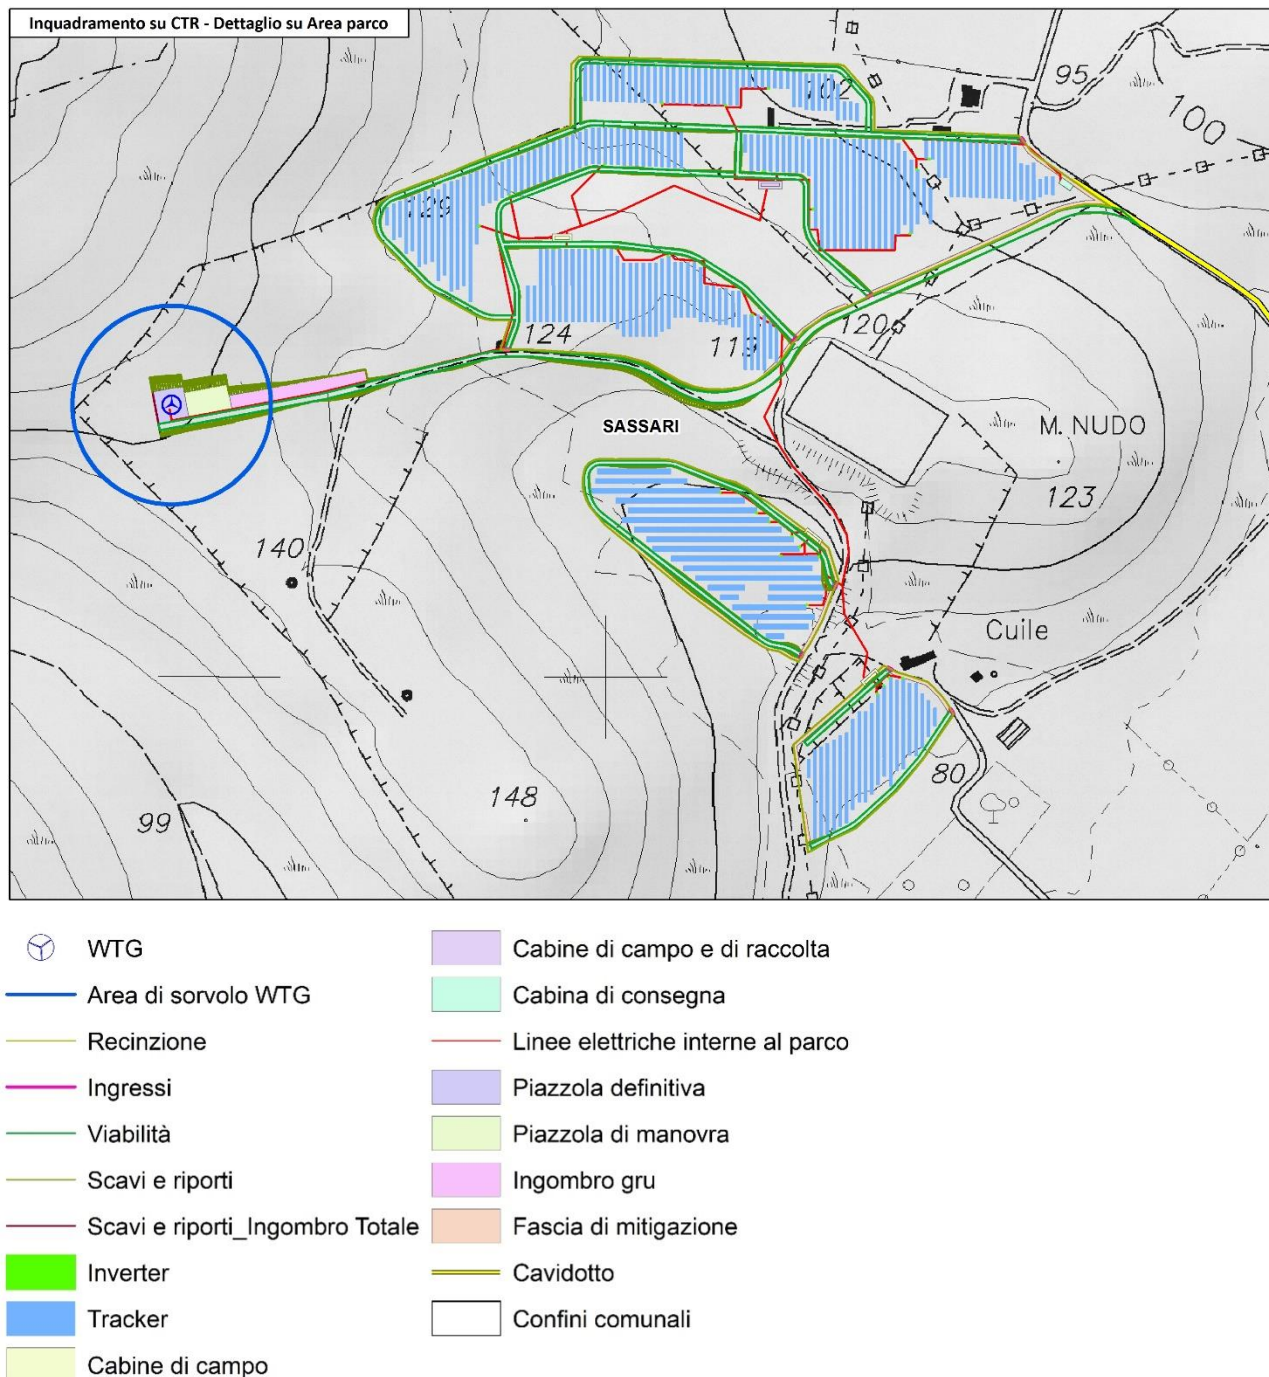 Inquadramento su CTR - Dettaglio su Area parco
95
102
100
129
124
120
119
SASSARI
M. NUDO
123
140
Cuile
80
148
99
WTG
Area di sorvolo WTG
Recinzione
Ingressi
Viabilità
Scavi e riporti
Scavi e riporti_Ingombro Totale
Inverter
Tracker
Cabine di campo
Cabine di campo e di raccolta
Cabina di consegna
Linee elettriche interne al parco
Piazzola definitiva
Piazzola di manovra
Ingombro gru
Fascia di mitigazione
Cavidotto
Confini comunali